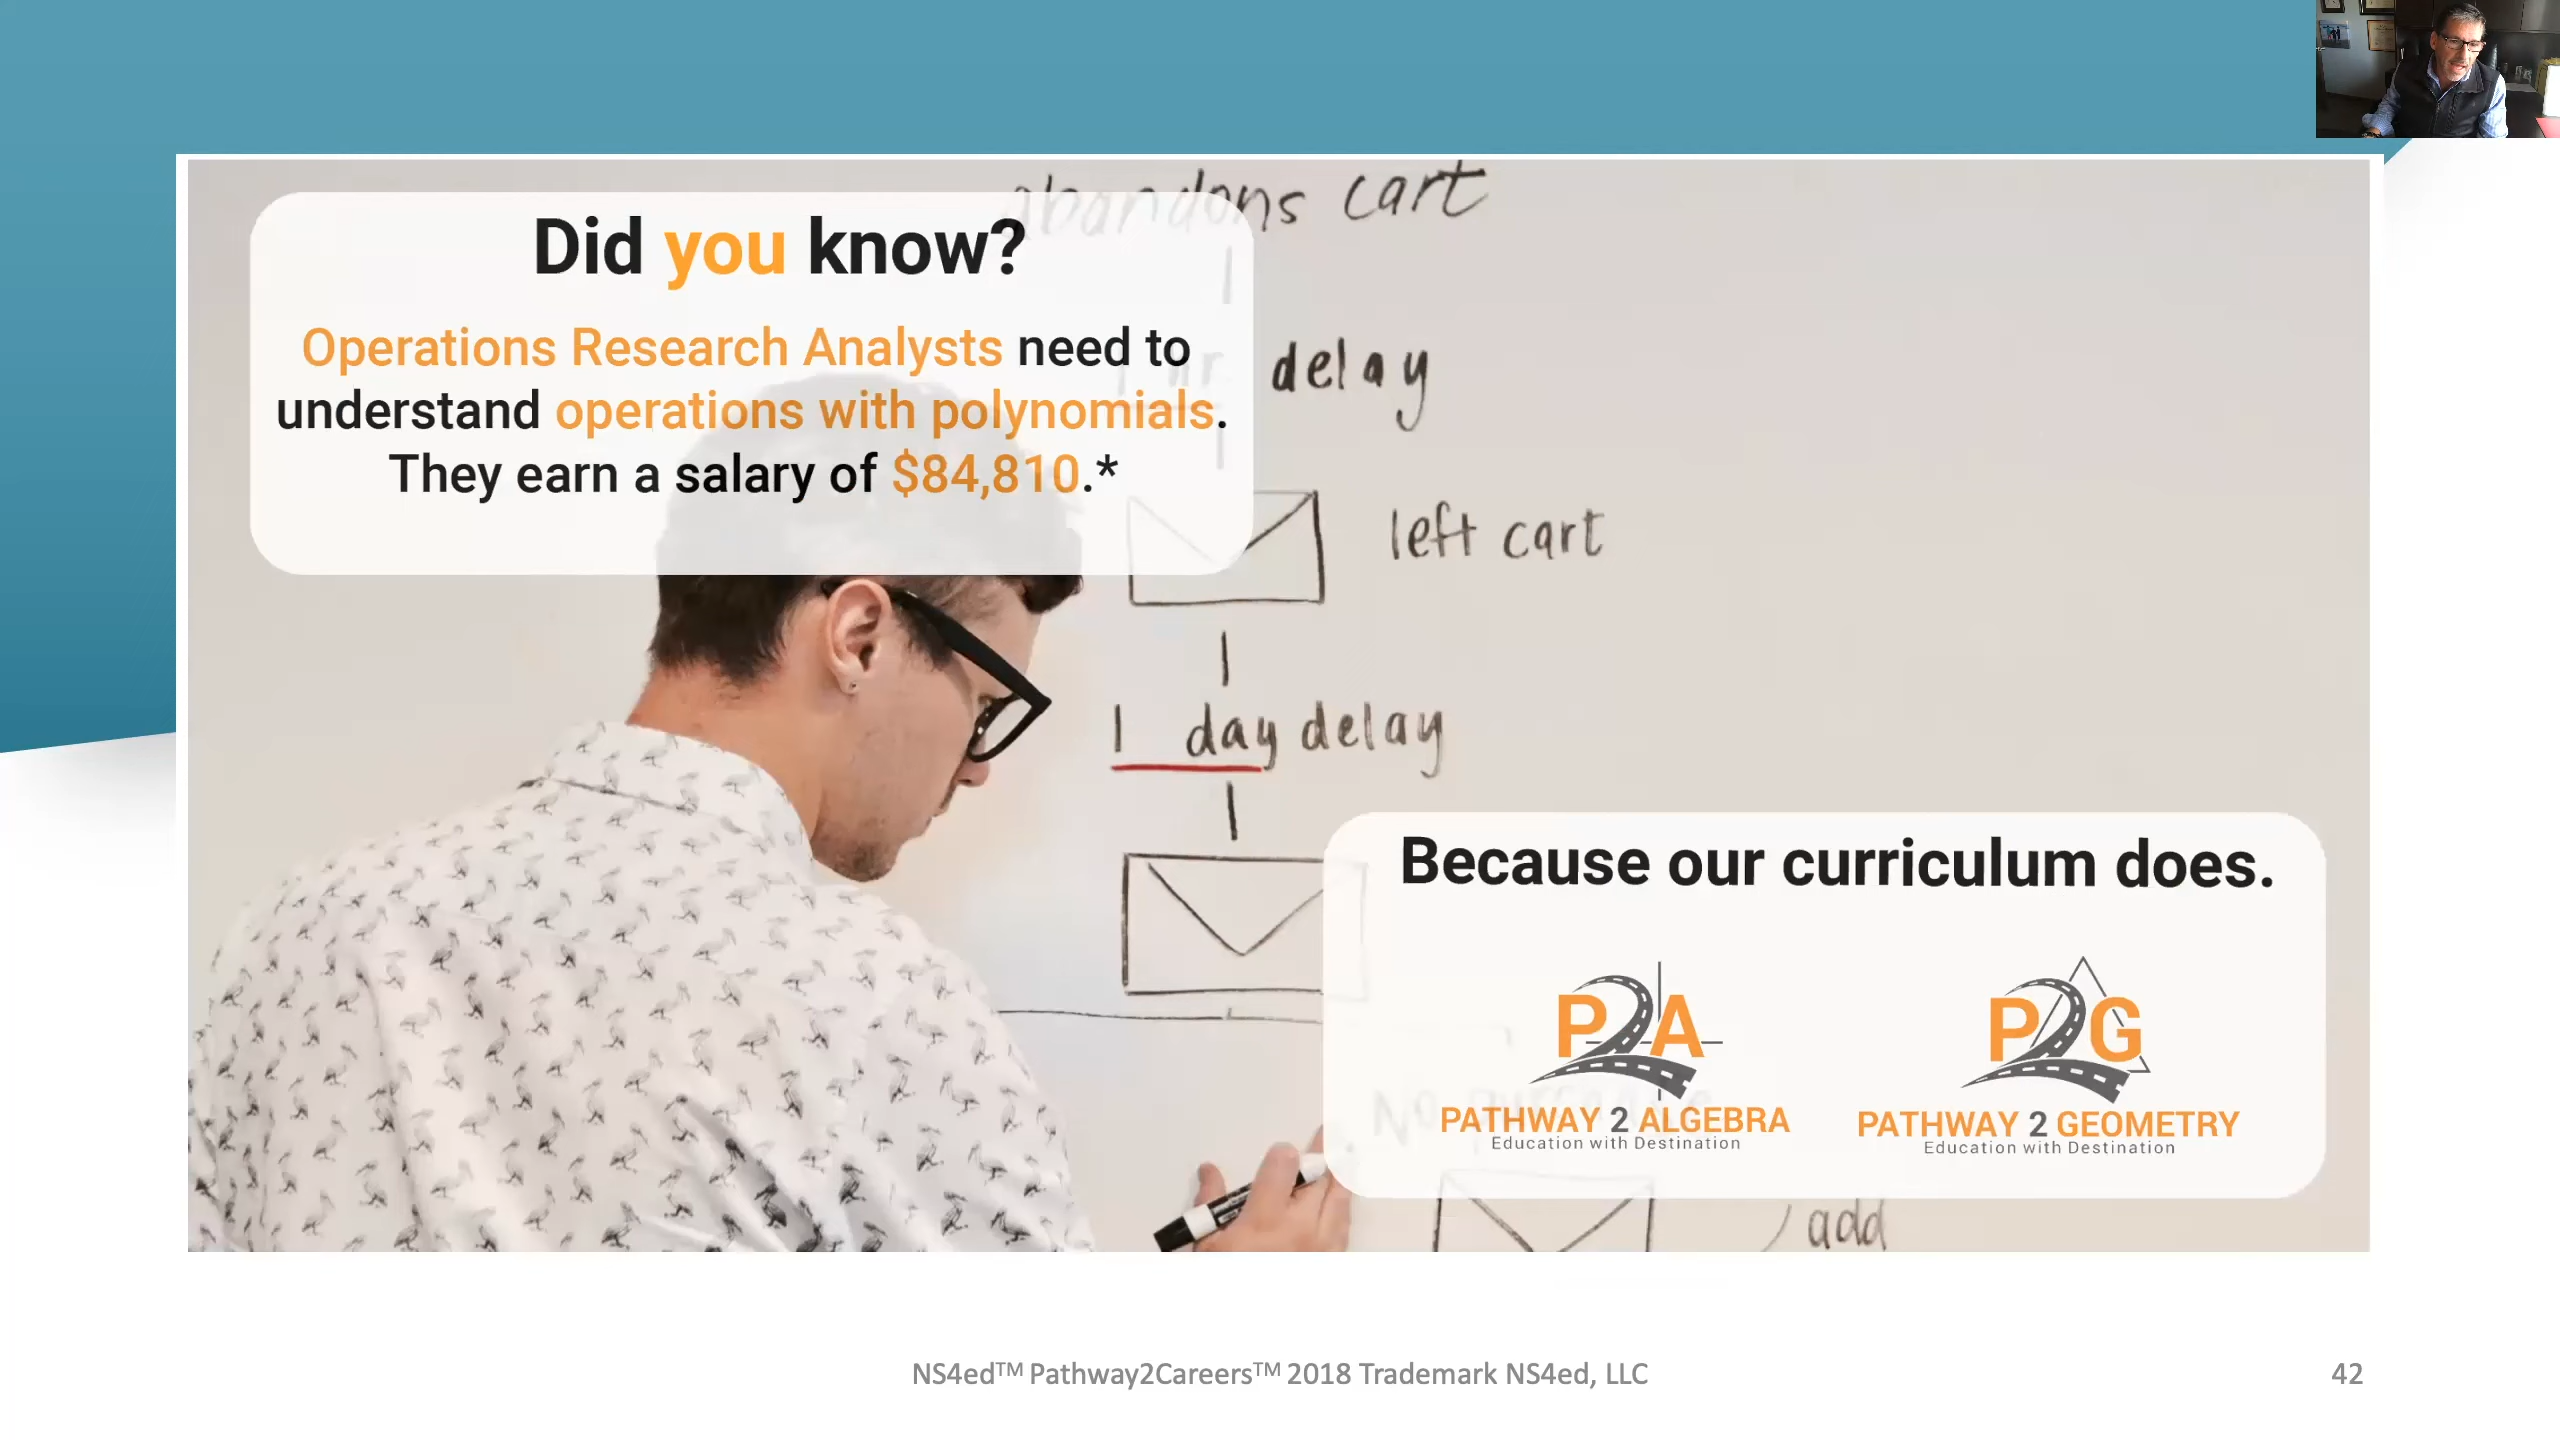 Did you know?
Operations Research Analysts need to
understand operations with polynomials.
They earn a salary of $84,810.*
abandons cart
delay
left cart
1 day delay
Because our curriculum does.
P2A
PATHWAY 2 ALGEBRA
Education with Destination
P2G
PATHWAY 2 GEOMETRY
Education with Destination
No purchase
add
NS4ed™ Pathway2Careers™ 2018 Trademark NS4ed, LLC
42